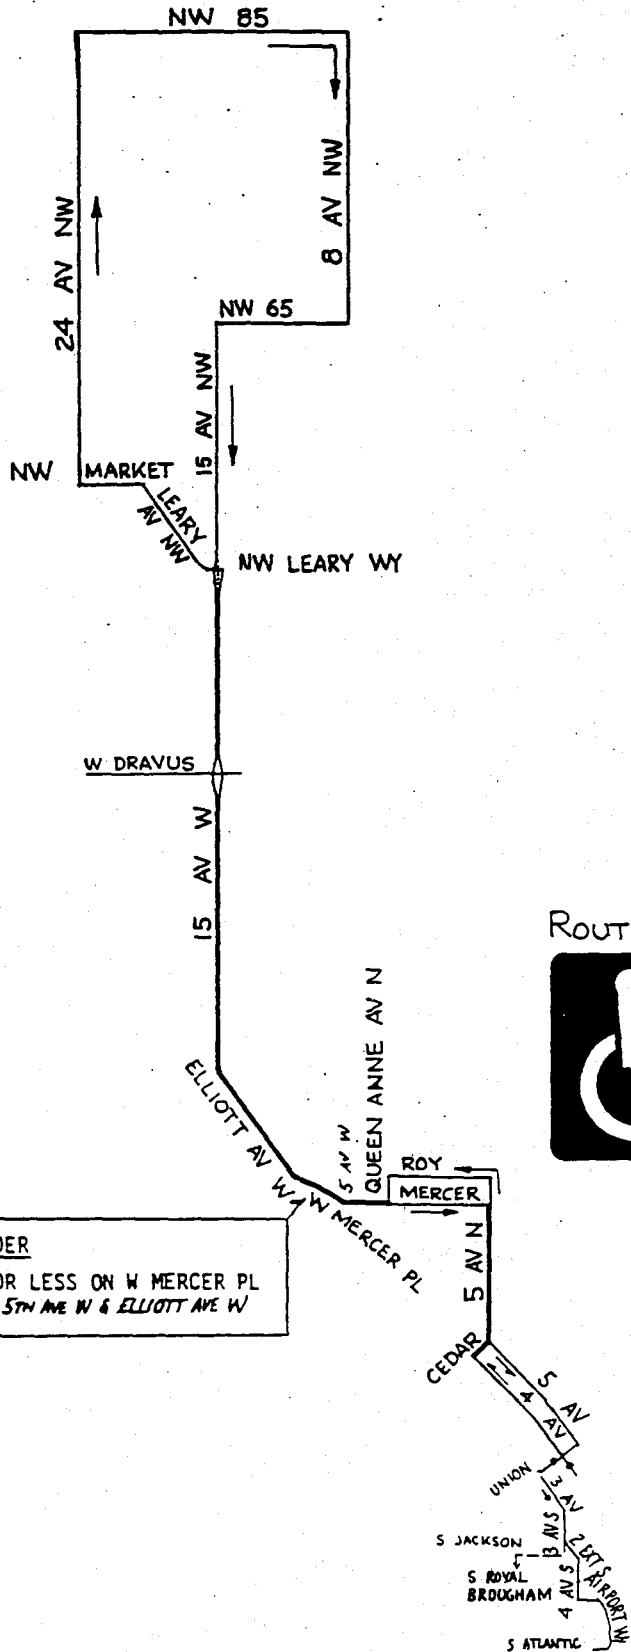 NW 85
8 AV NW
24 AV NW
NW 65
15 AV NW
NW MARKET
LEARY
AV NW
NW LEARY WY
W DRAVUS
15 AV W
ROUT
QUEEN ANNE AV N
5 AV W
ELLIOTT AV W
W MERCER PL
ROY
MERCER
DER
OR LESS ON W MERCER PL
5TH AVE W & ELLIOTT AVE W
5 AV N
CEDAR
5 AV
4 AV
UNION
3 AV
S JACKSON
3 AV S
2 EXT S
S ROYAL
BROUGHAM
4 AV S
AIRPORT W
S ATLANTIC